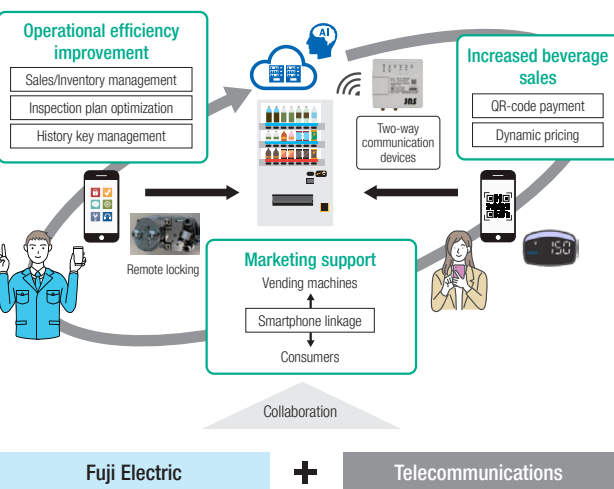 Operational efficiency
improvement
Sales/Inventory management
Inspection plan optimization
History key management
AI
Increased beverage
sales
QR-code payment
Dynamic pricing
Two-way
communication
devices
Remote locking
150
Marketing support
Vending machines
Smartphone linkage
Consumers
Collaboration
Fuji Electric
+
Telecommunications